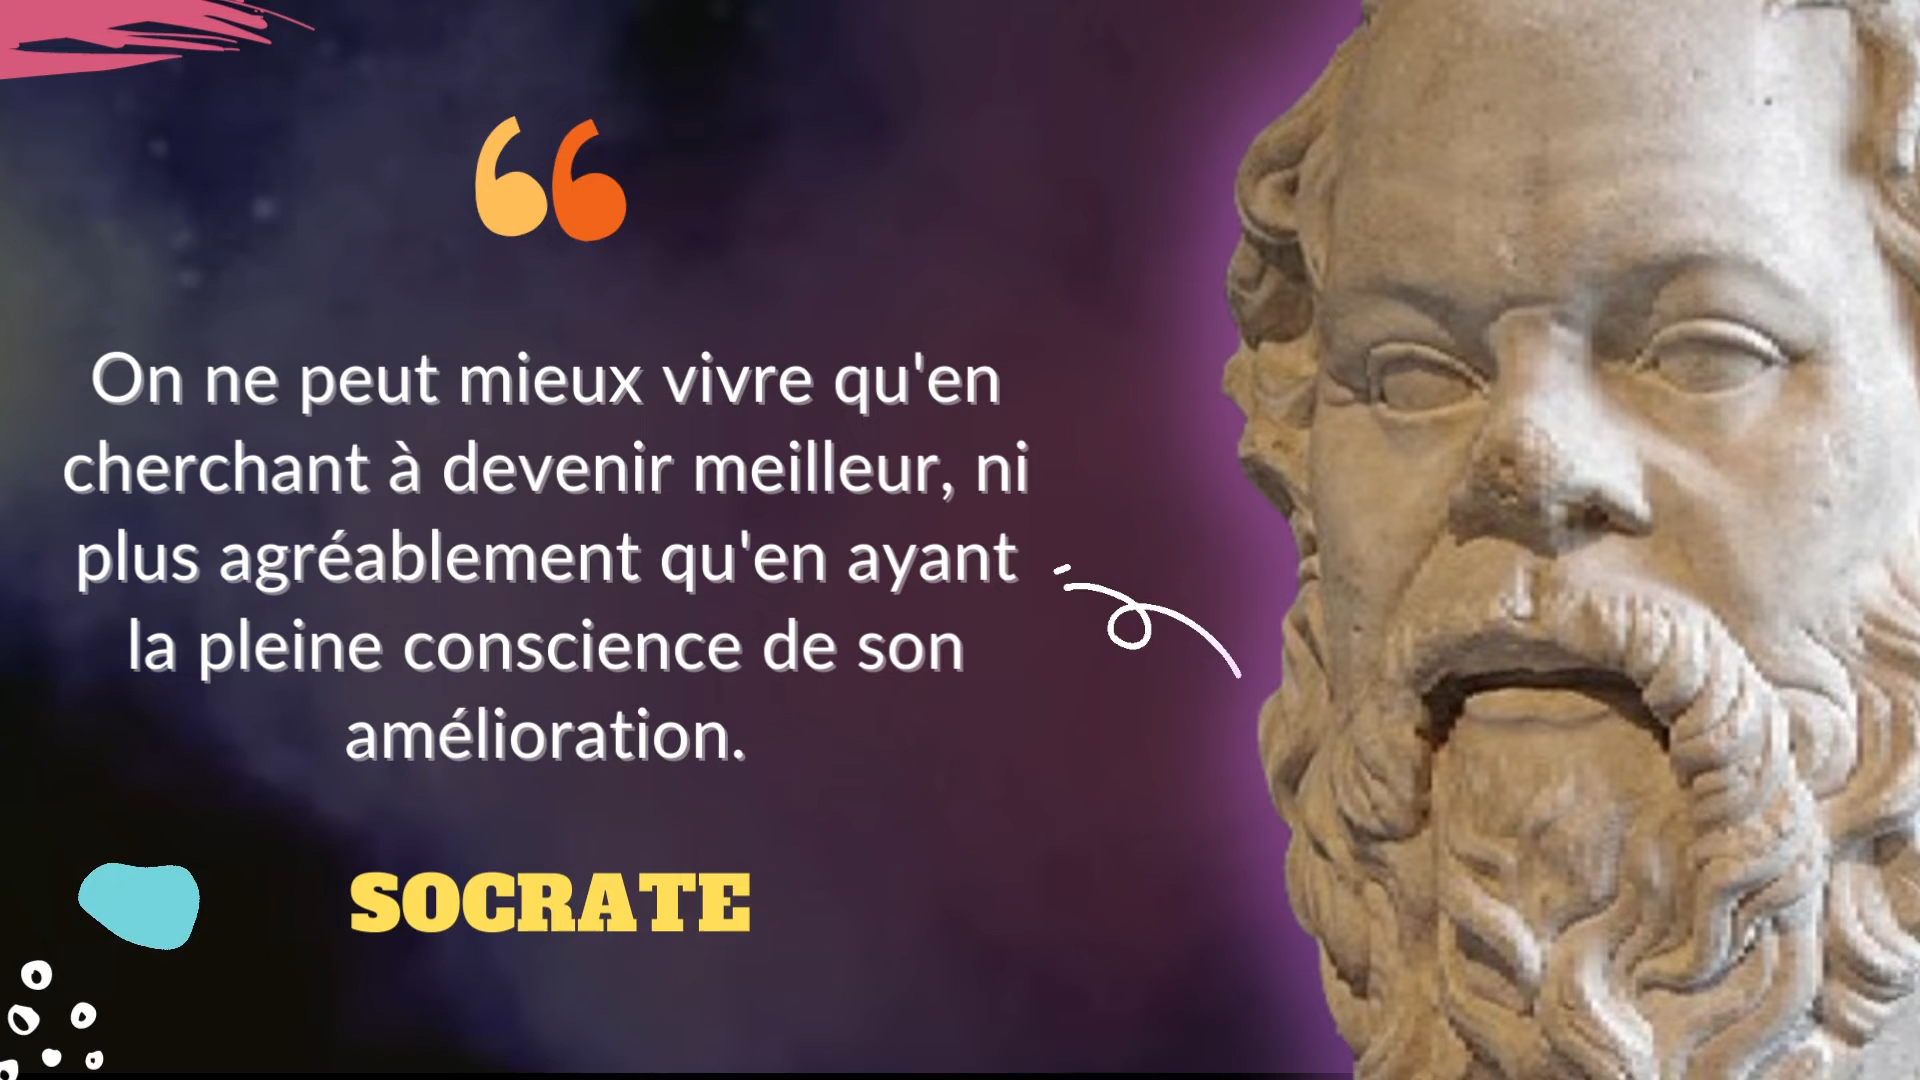 On ne peut mieux vivre qu'en
cherchant à devenir meilleur, ni
plus agréablement qu'en ayant
la pleine conscience de son
amélioration.
SOCRATE